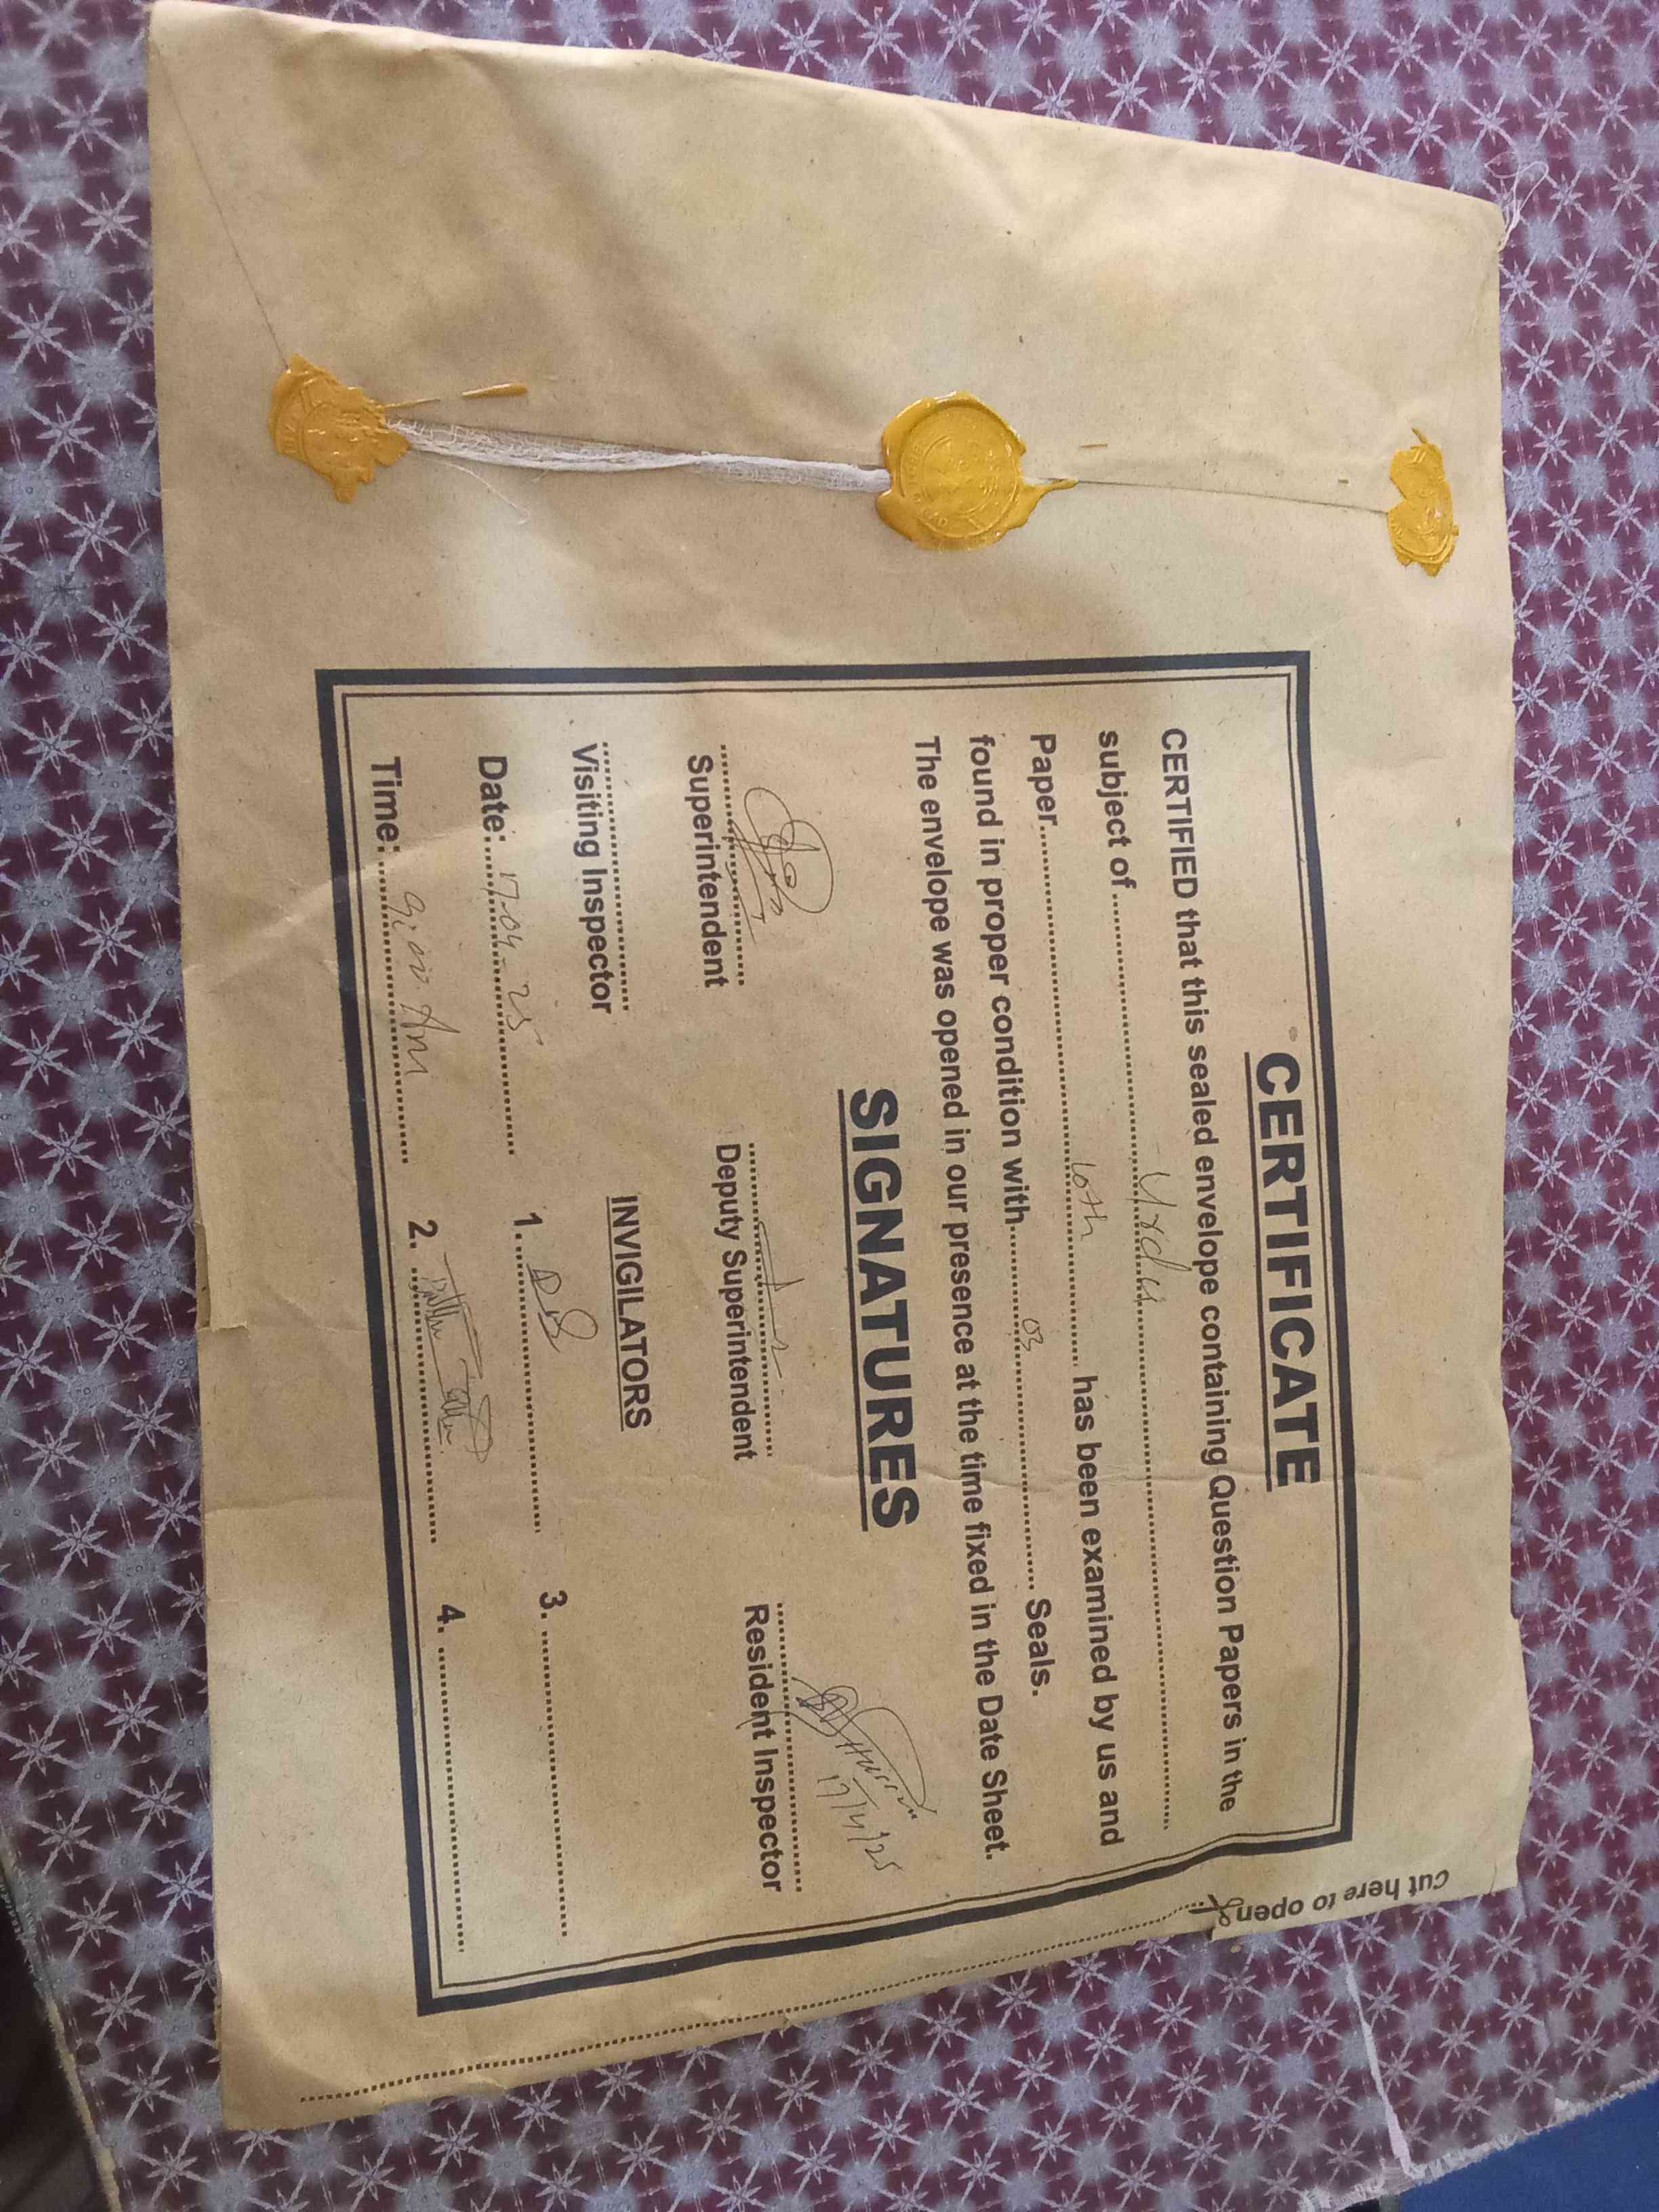 CERTIFICATE
CERTIFIED that this sealed envelope containing Question Papers in the
subject of.......... Urdu ..........
Paper.......... 10th .......... has been examined by us and
found in proper condition with.......... 03 .......... Seals.
The envelope was opened in our presence at the time fixed in the Date Sheet.
SIGNATURES
17/4/25
Superintendent Deputy Superintendent Resident Inspector
Visiting Inspector INVIGILATORS
Date: 17-04-25 1. 3.
Time: 9:00 Am 2. 4.
Cut here to open